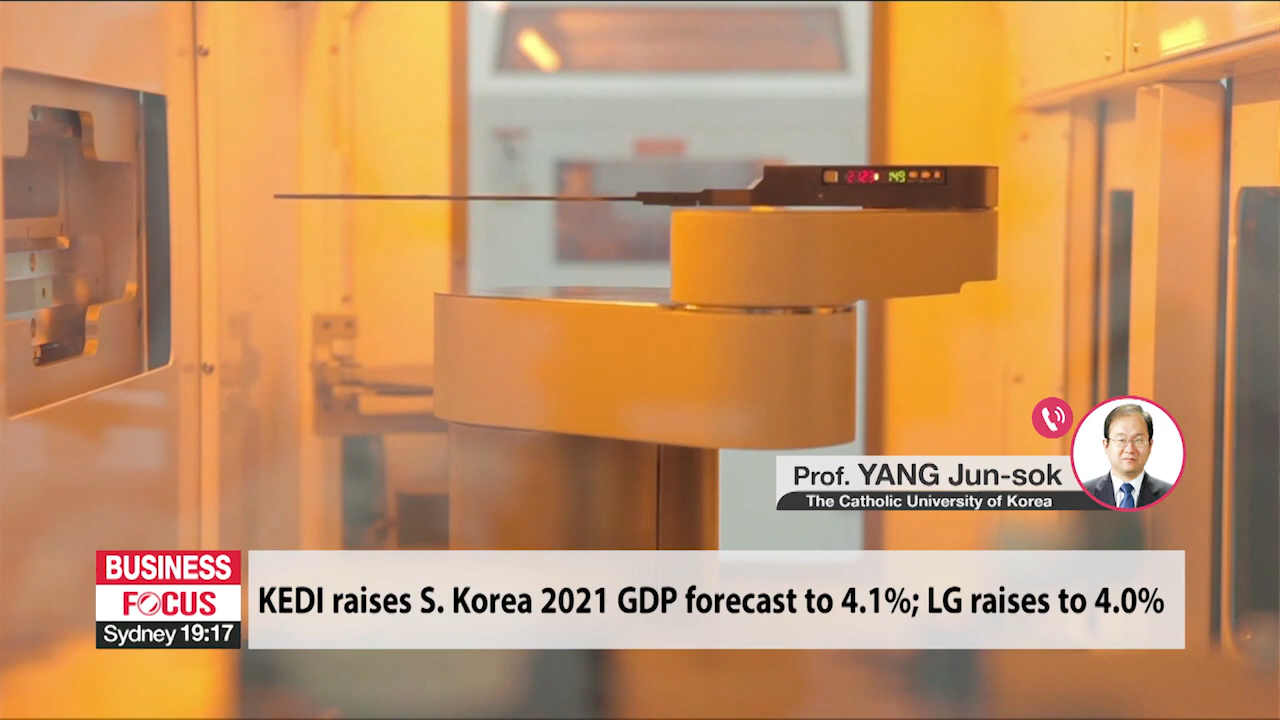 Prof. YANG Jun-sok
The Catholic University of Korea
BUSINESS
FOCUS
Sydney 19:17
KEDI raises S. Korea 2021 GDP forecast to 4.1%; LG raises to 4.0%